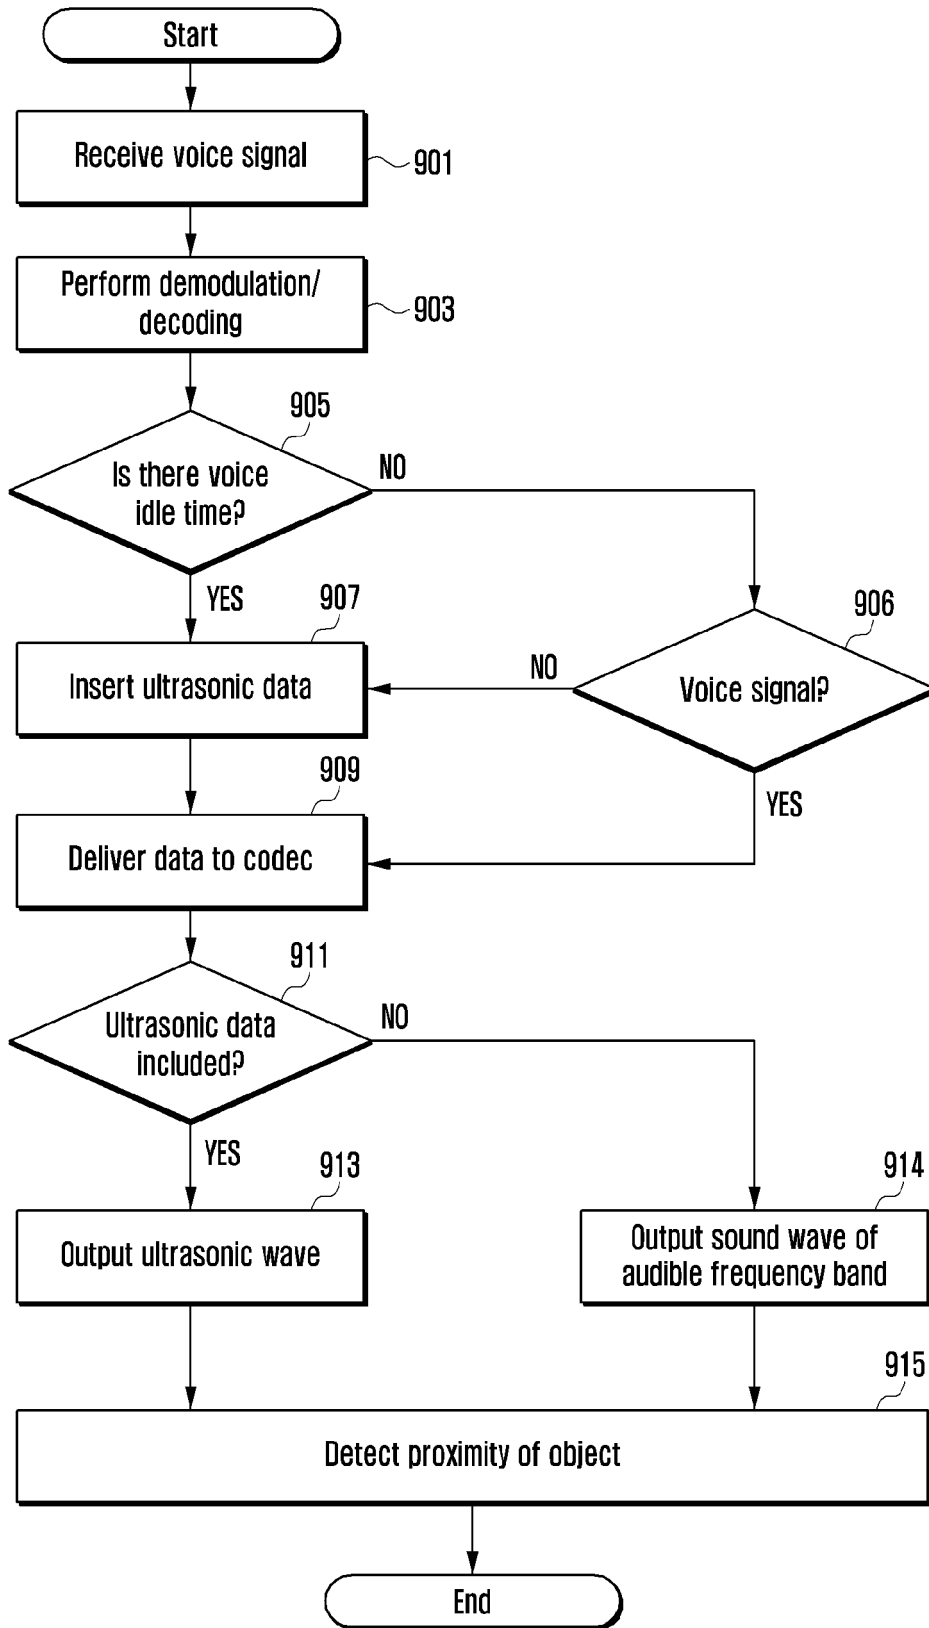 Start
Receive voice signal
901
Perform demodulation/
decoding
903
905
Is there voice
idle time?
NO
YES
907
906
Insert ultrasonic data
NO
Voice signal?
909
YES
Deliver data to codec
911
Ultrasonic data
included?
NO
YES
913
914
Output ultrasonic wave
Output sound wave of
audible frequency band
915
Detect proximity of object
End